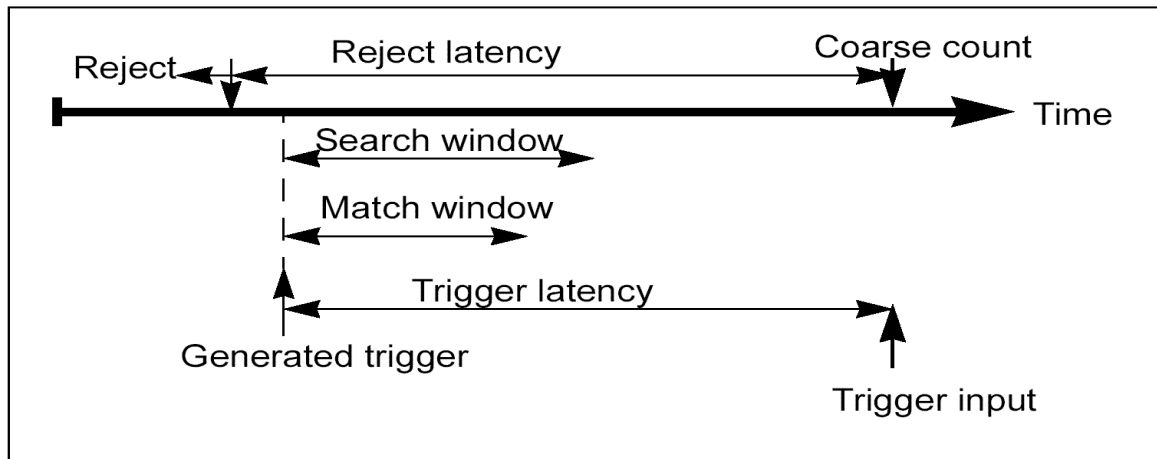 Coarse count
Reject latency
Reject
Time
Search window
Match window
Trigger latency
Generated trigger
Trigger input